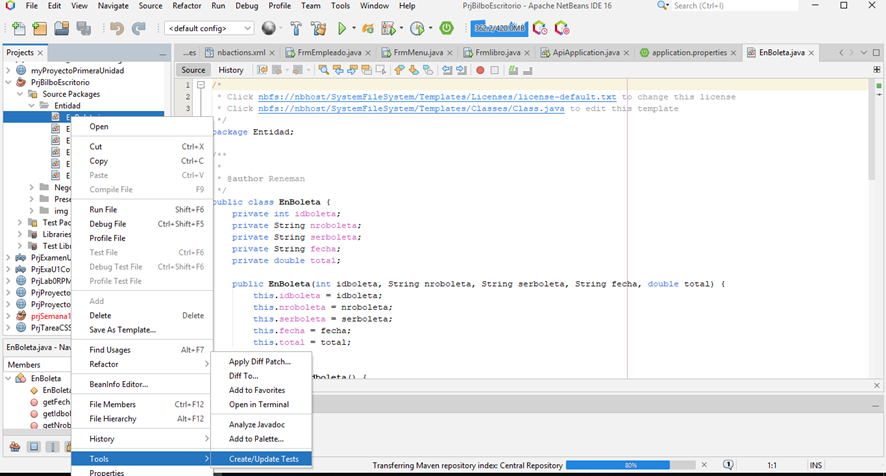 File Edit View Navigate Source Refactor Run Debug Profile Team Tools Window Help
PrjBilboEscritorio - Apache NetBeans IDE 16
Search (Ctrl+I)
<default config>
362.2/420.0MB
Projects
...es
nbactions.xml
FrmEmpleado.java
FrmMenu.java
Frmlibro.java
ApiApplication.java
application.properties
EnBoleta.java
Source History
myProyectoPrimeraUnidad
PrjBilboEscritorio
Source Packages
Entidad
E
E
E
E
E
Nego
Prese
img
Test Pac
Libraries
Test Libr
PrjExamenU
PrjExaU1Co
PrjLab0RPM
PrjProyecto
PrjProyecto
prjSemana1
PrjTareaCSS
EnBoleta.java - Nav
Members
EnBoleta
EnBoleta
getFech
getIdbol
getNrob
Open
Cut Ctrl+X
Copy Ctrl+C
Paste Ctrl+V
Compile File F9
Run File Shift+F6
Debug File Ctrl+Shift+F5
Profile File
Test File Ctrl+F6
Debug Test File Ctrl+Shift+F6
Profile Test File
Add
Delete Delete
Save As Template...
Find Usages Alt+F7
Refactor
BeanInfo Editor...
File Members Ctrl+F12
File Hierarchy Alt+F12
History
Tools
Properties
Apply Diff Patch...
Diff To...
Add to Favorites
Open in Terminal
Analyze Javadoc
Add to Palette...
Create/Update Tests
1 /*
2 * Click nbfs://nbhost/SystemFileSystem/Templates/Licenses/license-default.txt to change this license
3 * Click nbfs://nbhost/SystemFileSystem/Templates/Classes/Class.java to edit this template
*/
package Entidad;
/**
*
* @author Reneman
*/
public class EnBoleta {
private int idboleta;
private String nroboleta;
private String serboleta;
private String fecha;
private double total;
public EnBoleta(int idboleta, String nroboleta, String serboleta, String fecha, double total) {
this.idboleta = idboleta;
this.nroboleta = nroboleta;
this.serboleta = serboleta;
this.fecha = fecha;
this.total = total;
dboleta() {
Transferring Maven repository index: Central Repository
80%
1:1
INS